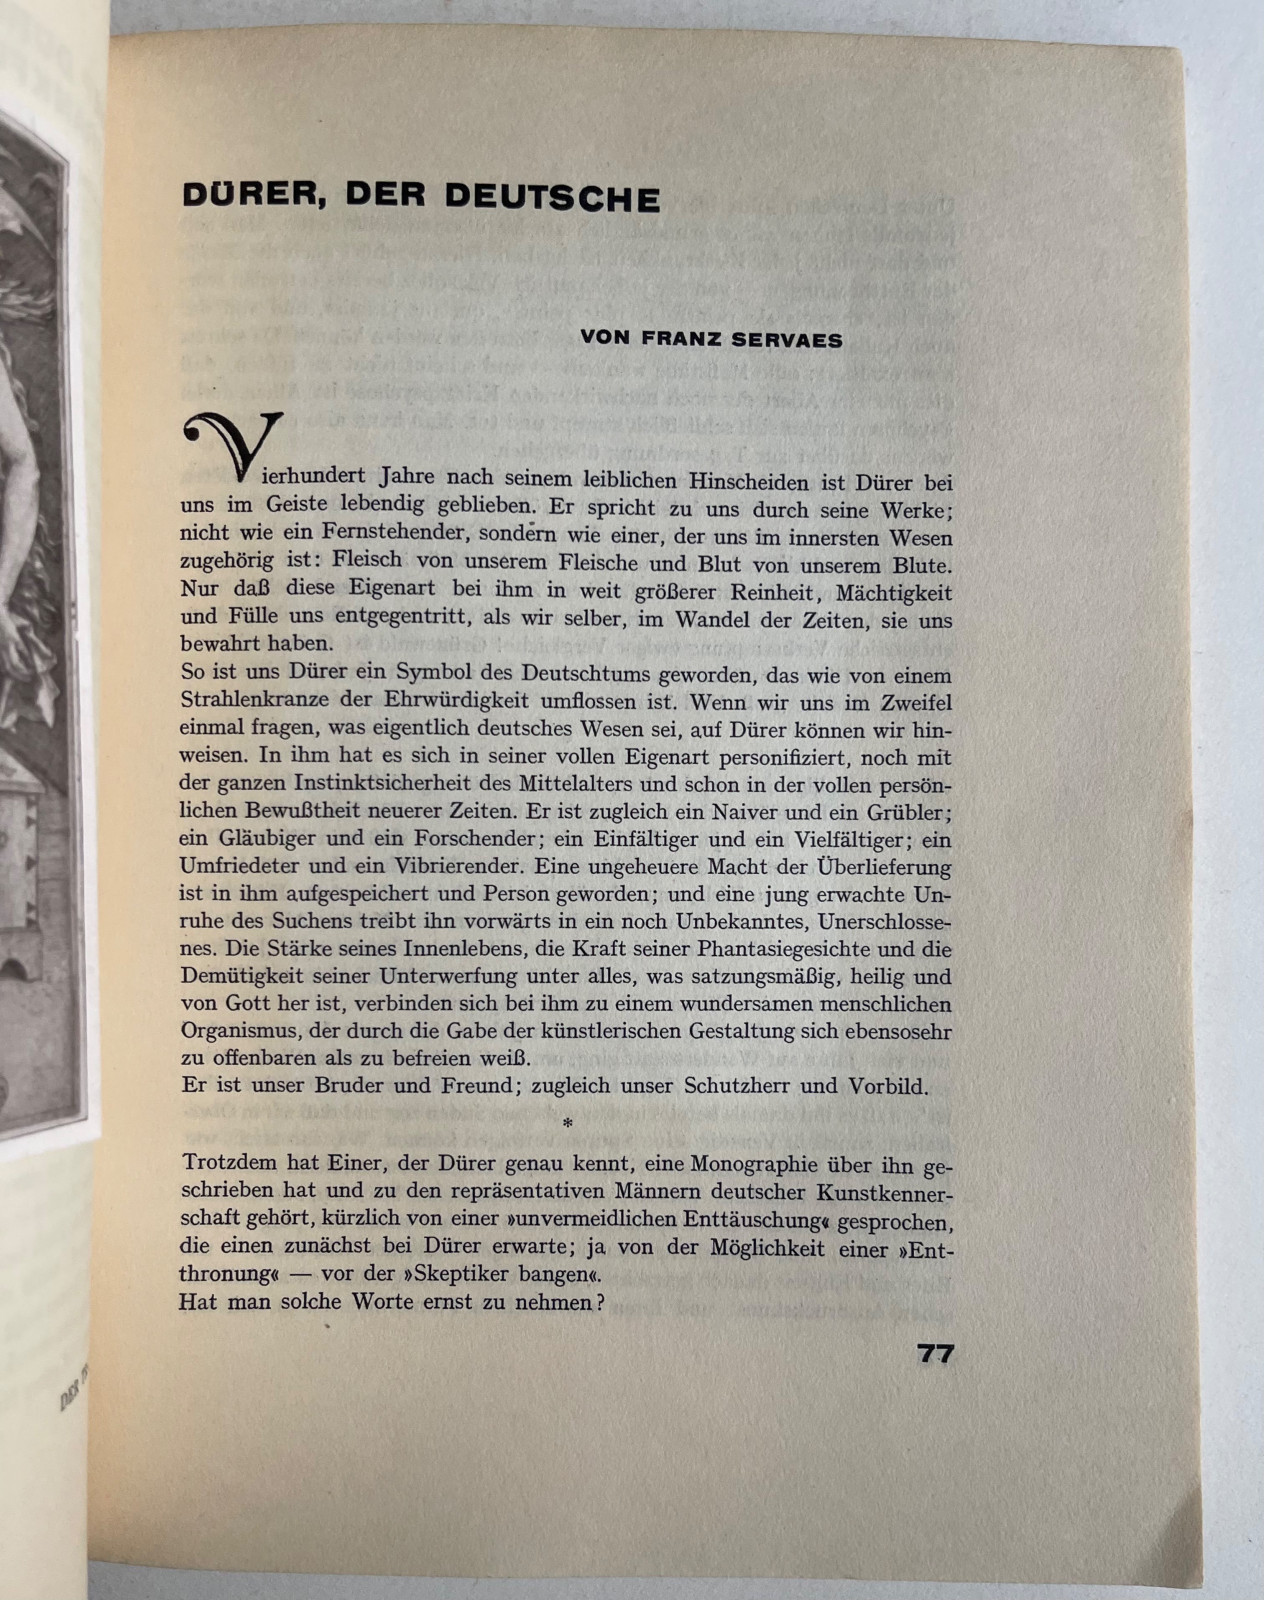 DÜRER, DER DEUTSCHE
VON FRANZ SERVAES
Vierhundert Jahre nach seinem leiblichen Hinscheiden ist Dürer bei
uns im Geiste lebendig geblieben. Er spricht zu uns durch seine Werke;
nicht wie ein Fernstehender, sondern wie einer, der uns im innersten Wesen
zugehörig ist: Fleisch von unserem Fleische und Blut von unserem Blute.
Nur daß diese Eigenart bei ihm in weit größerer Reinheit, Mächtigkeit
und Fülle uns entgegentritt, als wir selber, im Wandel der Zeiten, sie uns
bewahrt haben.
So ist uns Dürer ein Symbol des Deutschtums geworden, das wie von einem
Strahlenkranze der Ehrwürdigkeit umflossen ist. Wenn wir uns im Zweifel
einmal fragen, was eigentlich deutsches Wesen sei, auf Dürer können wir hin-
weisen. In ihm hat es sich in seiner vollen Eigenart personifiziert, noch mit
der ganzen Instinktsicherheit des Mittelalters und schon in der vollen persön-
lichen Bewußtheit neuerer Zeiten. Er ist zugleich ein Naiver und ein Grübler;
ein Gläubiger und ein Forschender; ein Einfältiger und ein Vielfältiger; ein
Umfriedeter und ein Vibrierender. Eine ungeheuere Macht der Überlieferung
ist in ihm aufgespeichert und Person geworden; und eine jung erwachte Un-
ruhe des Suchens treibt ihn vorwärts in ein noch Unbekanntes, Unerschlosse-
nes. Die Stärke seines Innenlebens, die Kraft seiner Phantasiegesichte und die
Demütigkeit seiner Unterwerfung unter alles, was satzungsmäßig, heilig und
von Gott her ist, verbinden sich bei ihm zu einem wundersamen menschlichen
Organismus, der durch die Gabe der künstlerischen Gestaltung sich ebensosehr
zu offenbaren als zu befreien weiß.
Er ist unser Bruder und Freund; zugleich unser Schutzherr und Vorbild.
*
Trotzdem hat Einer, der Dürer genau kennt, eine Monographie über ihn ge-
schrieben hat und zu den repräsentativen Männern deutscher Kunstkenner-
schaft gehört, kürzlich von einer »unvermeidlichen Enttäuschung« gesprochen,
die einen zunächst bei Dürer erwarte; ja von der Möglichkeit einer »Ent-
thronung« — vor der »Skeptiker bangen«.
Hat man solche Worte ernst zu nehmen?
77
DER